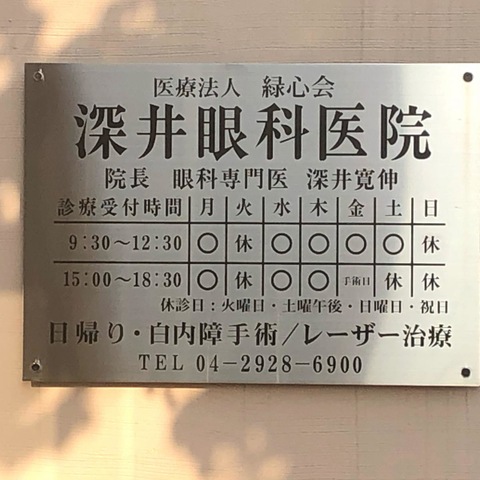 医療法人 緑心会
深井眼科医院
院長 眼科専門医 深井寛伸
診療受付時間 月 火 水 木 金 土 日
9:30〜12:30 ○ 休 ○ ○ ○ ○ 休
15:00〜18:30 ○ 休 ○ ○ 手術日 休 休
休診日:火曜日・土曜午後・日曜日・祝日
日帰り・白内障手術/レーザー治療
TEL 04-2928-6900